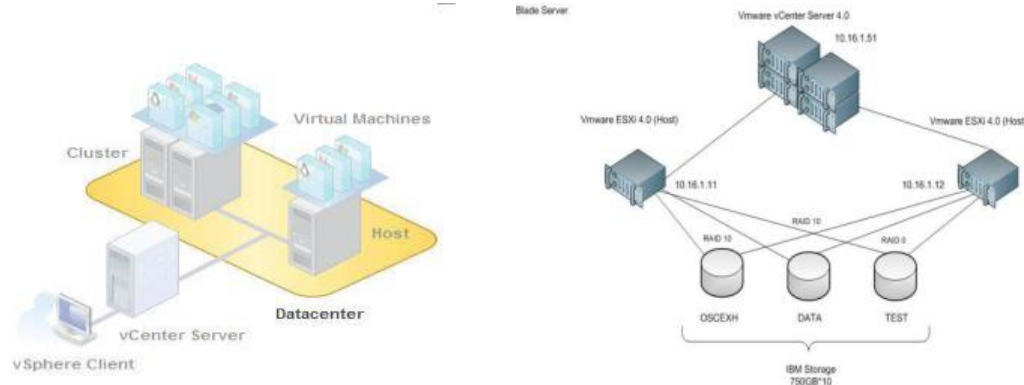 Virtual Machines
Cluster
Host
Datacenter
vCenter Server
vSphere Client
Blade Server
Vmware vCenter Server 4.0
10.16.1.51
Vmware ESXi 4.0 (Host)
Vmware ESXi 4.0 (Host
10.16.1.11
10.16.1.12
RAID 10
RAID 10
RAID 0
OSCEXH
DATA
TEST
IBM Storage
750GB*10